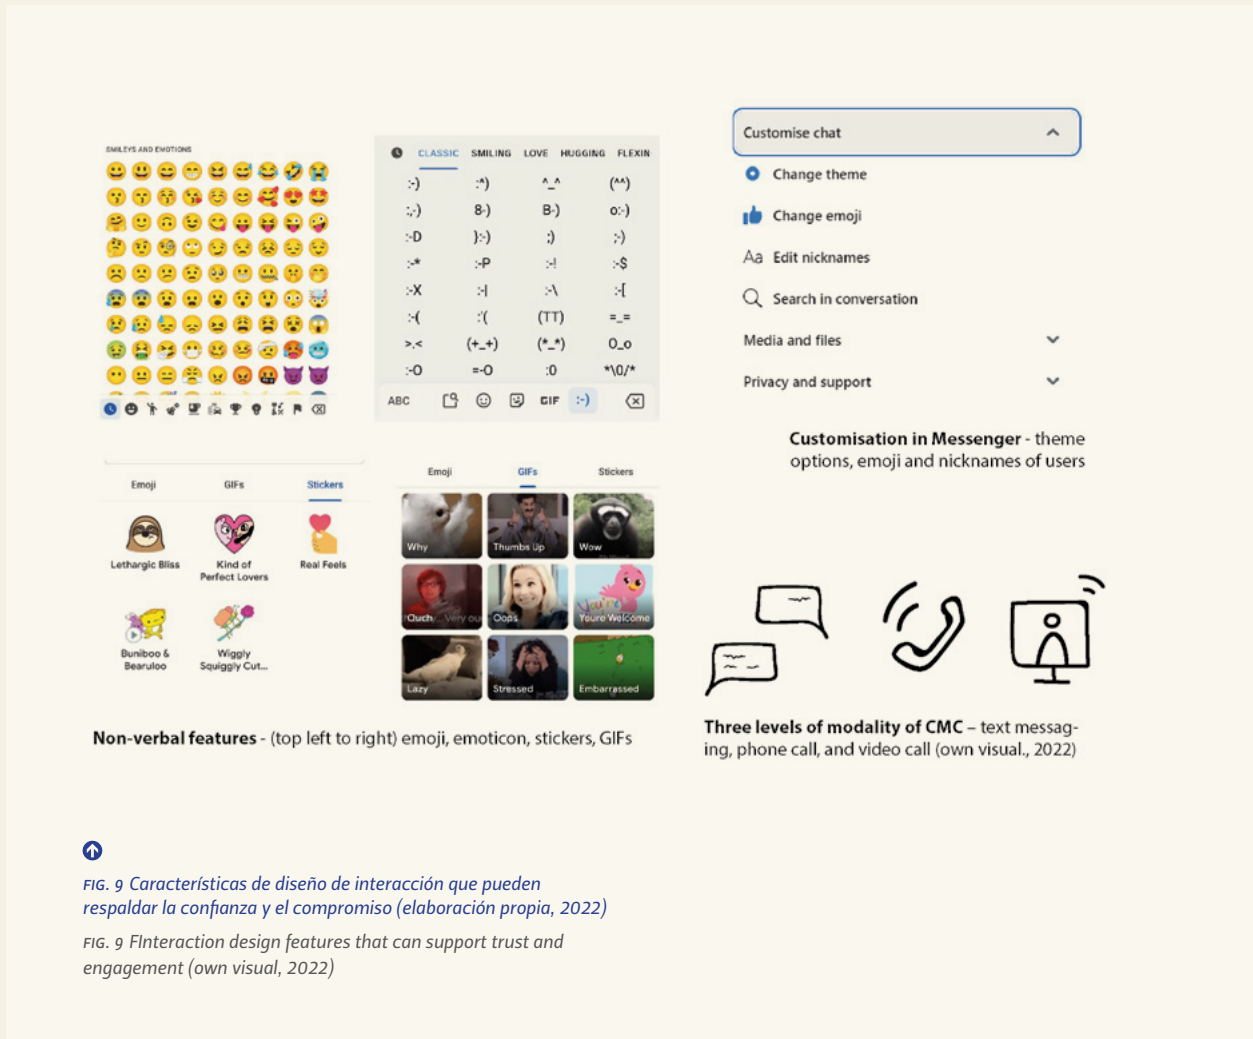 SMILEYS AND EMOTIONS
CLASSIC SMILING LOVE HUGGING FLEXIN
:-) :*) ^_^ (^^)
:,-) 8-) B-) o:-)
:-D }:-) ;) ;-)
:-* :-P :-! :-$
:-X :-| :-\ :-[
:-( :'( (TT) =_=
>.< (+_+) (*_*) O_o
:-O =-O :O *\0/*
ABC GIF :-)
Emoji GIFs Stickers
Lethargic Bliss
Kind of
Perfect Lovers
Real Feels
Buniboo &
Bearuloo
Wiggly
Squiggly Cut...
Emoji GIFs Stickers
Why Thumbs Up Wow
Ouch Very ou Oops Youre Welcome
Lazy Stressed Embarrassed
Non-verbal features - (top left to right) emoji, emoticon, stickers, GIFs
Customise chat
Change theme
Change emoji
Aa Edit nicknames
Search in conversation
Media and files
Privacy and support
Customisation in Messenger - theme
options, emoji and nicknames of users
Three levels of modality of CMC – text messag-
ing, phone call, and video call (own visual., 2022)
FIG. 9 Características de diseño de interacción que pueden
respaldar la confianza y el compromiso (elaboración propia, 2022)
FIG. 9 FInteraction design features that can support trust and
engagement (own visual, 2022)